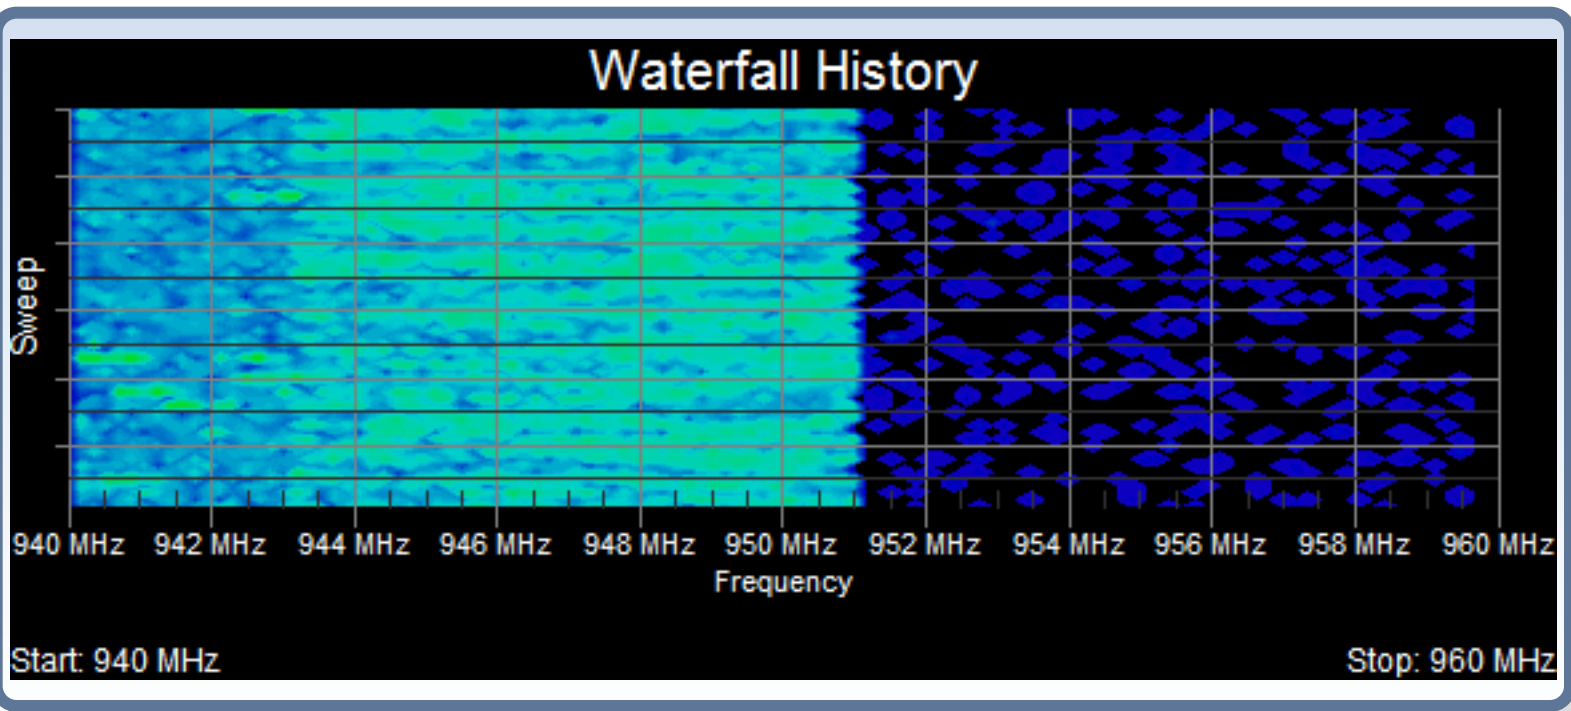 Waterfall History
Sweep
940 MHz 942 MHz 944 MHz 946 MHz 948 MHz 950 MHz 952 MHz 954 MHz 956 MHz 958 MHz 960 MHz
Frequency
Start: 940 MHz Stop: 960 MHz